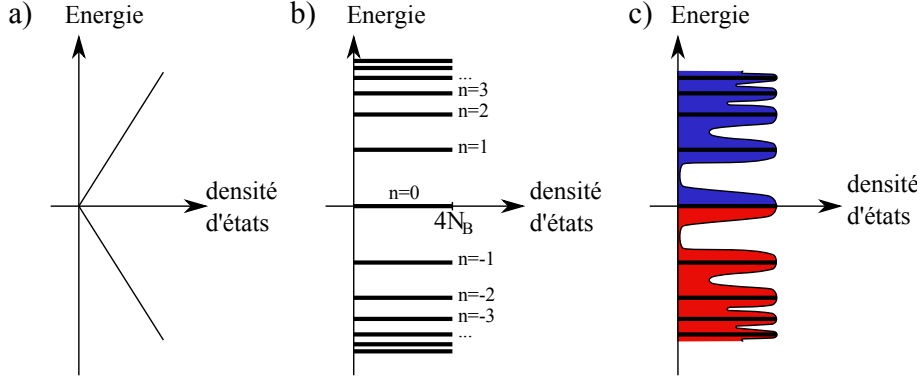 a)
Energie
densité
d'états
b)
Energie
...
n=3
n=2
n=1
n=0
densité
d'états
4N_B
n=-1
n=-2
n=-3
...
c)
Energie
densité
d'états